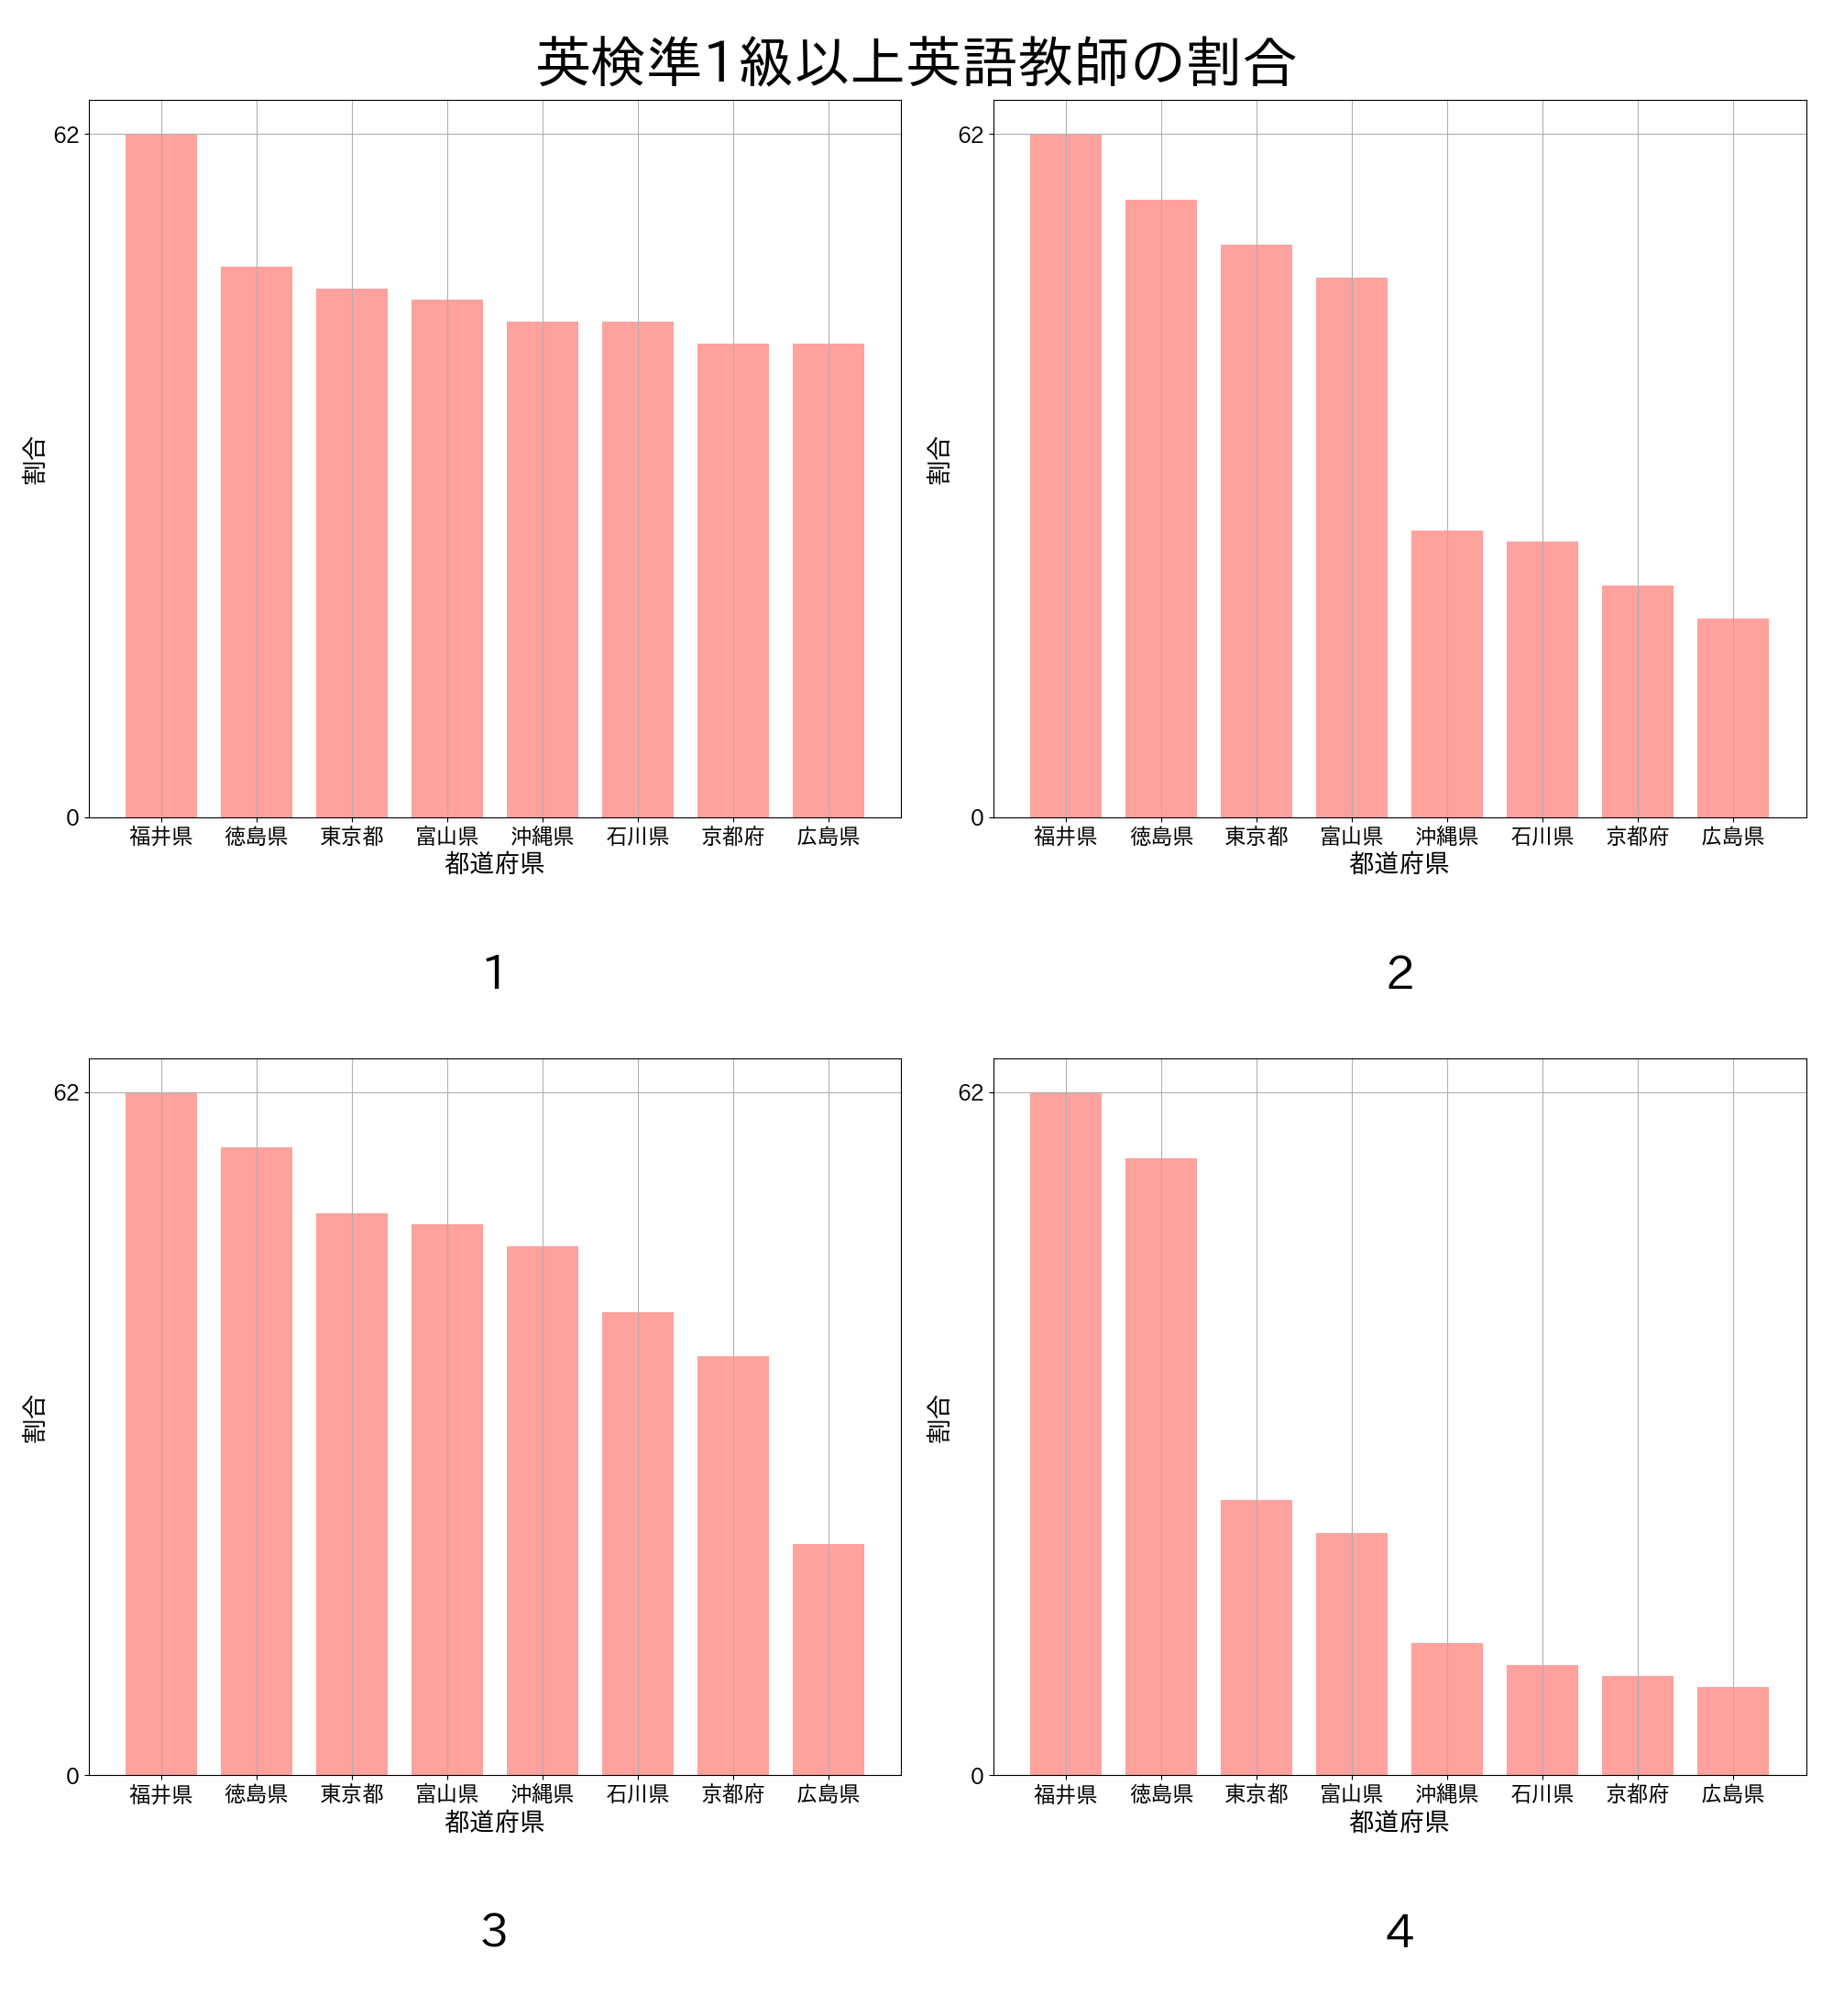 英検準1級以上英語教師の割合
62
0
割合
福井県 徳島県 東京都 富山県 沖縄県 石川県 京都府 広島県
都道府県
1
62
0
割合
福井県 徳島県 東京都 富山県 沖縄県 石川県 京都府 広島県
都道府県
2
62
0
割合
福井県 徳島県 東京都 富山県 沖縄県 石川県 京都府 広島県
都道府県
3
62
0
割合
福井県 徳島県 東京都 富山県 沖縄県 石川県 京都府 広島県
都道府県
4